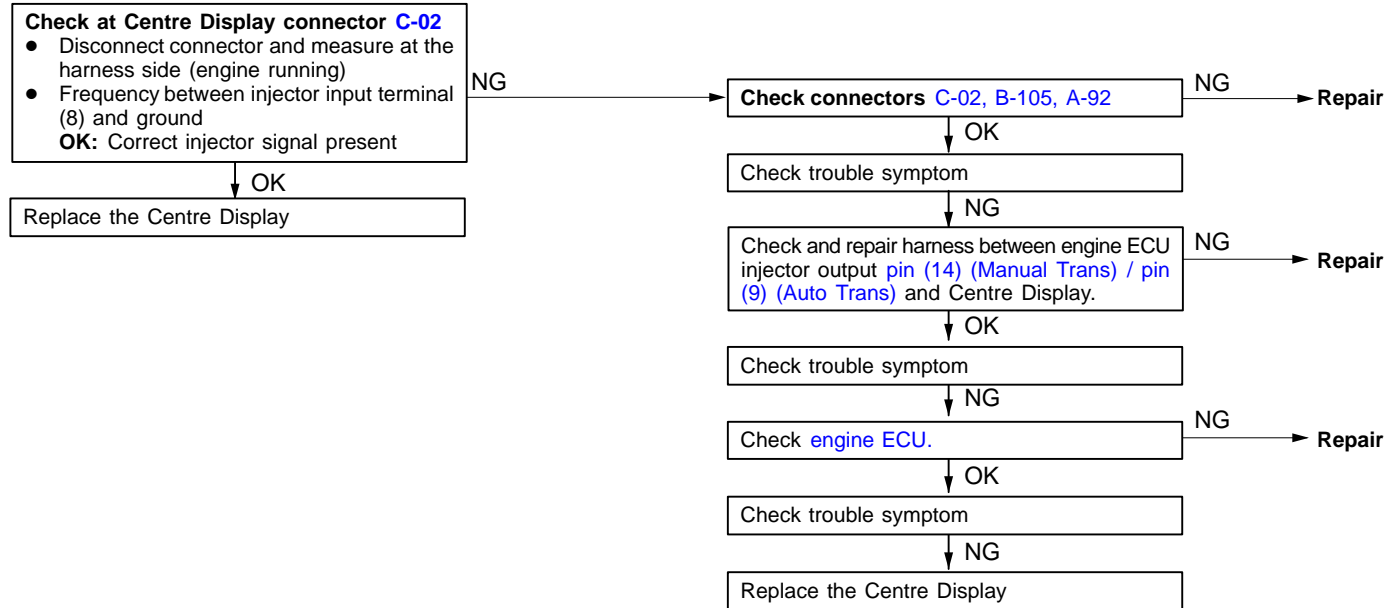 Check at Centre Display connector C-02
● Disconnect connector and measure at the
harness side (engine running)
● Frequency between injector input terminal
(8) and ground
OK: Correct injector signal present
NG
OK
Replace the Centre Display
Check connectors C-02, B-105, A-92
NG
Repair
OK
Check trouble symptom
NG
Check and repair harness between engine ECU
injector output pin (14) (Manual Trans) / pin
(9) (Auto Trans) and Centre Display.
NG
Repair
OK
Check trouble symptom
NG
Check engine ECU.
NG
Repair
OK
Check trouble symptom
NG
Replace the Centre Display